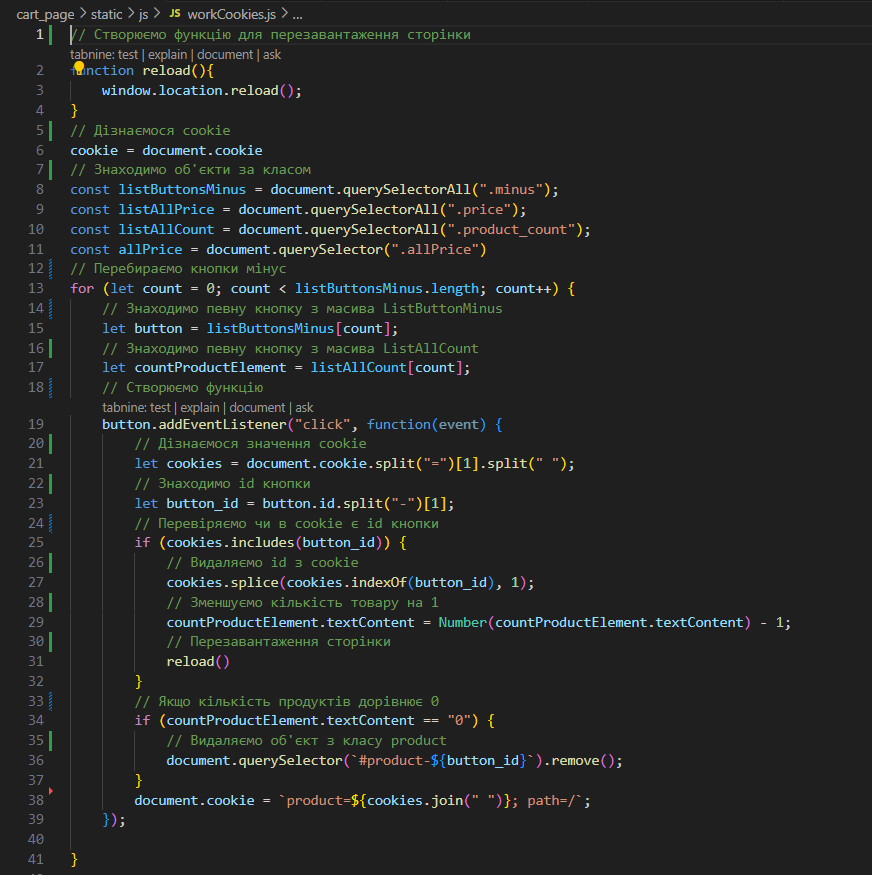 cart_page > static > js > JS workCookies.js > ...
1 // Створюємо функцію для перезавантаження сторінки
tabnine: test | explain | document | ask
2 function reload(){
3     window.location.reload();
4 }
5 // Дізнаємося cookie
6 cookie = document.cookie
7 // Знаходимо об'єкти за класом
8 const listButtonsMinus = document.querySelectorAll(".minus");
9 const listAllPrice = document.querySelectorAll(".price");
10 const listAllCount = document.querySelectorAll(".product_count");
11 const allPrice = document.querySelector(".allPrice")
12 // Перебираємо кнопки мінус
13 for (let count = 0; count < listButtonsMinus.length; count++) {
14     // Знаходимо певну кнопку з масива ListButtonMinus
15     let button = listButtonsMinus[count];
16     // Знаходимо певну кнопку з масива ListAllCount
17     let countProductElement = listAllCount[count];
18     // Створюємо функцію
tabnine: test | explain | document | ask
19     button.addEventListener("click", function(event) {
20         // Дізнаємося значення cookie
21         let cookies = document.cookie.split("=")[1].split(" ");
22         // Знаходимо id кнопки
23         let button_id = button.id.split("-")[1];
24         // Перевіряємо чи в cookie є id кнопки
25         if (cookies.includes(button_id)) {
26             // Видаляємо id з cookie
27             cookies.splice(cookies.indexOf(button_id), 1);
28             // Зменшуємо кількість товару на 1
29             countProductElement.textContent = Number(countProductElement.textContent) - 1;
30             // Перезавантаження сторінки
31             reload()
32         }
33         // Якщо кількість продуктів дорівнює 0
34         if (countProductElement.textContent == "0") {
35             // Видаляємо об'єкт з класу product
36             document.querySelector(`#product-${button_id}`).remove();
37         }
38         document.cookie = `product=${cookies.join(" ")}; path=/`;
39     });
40
41 }